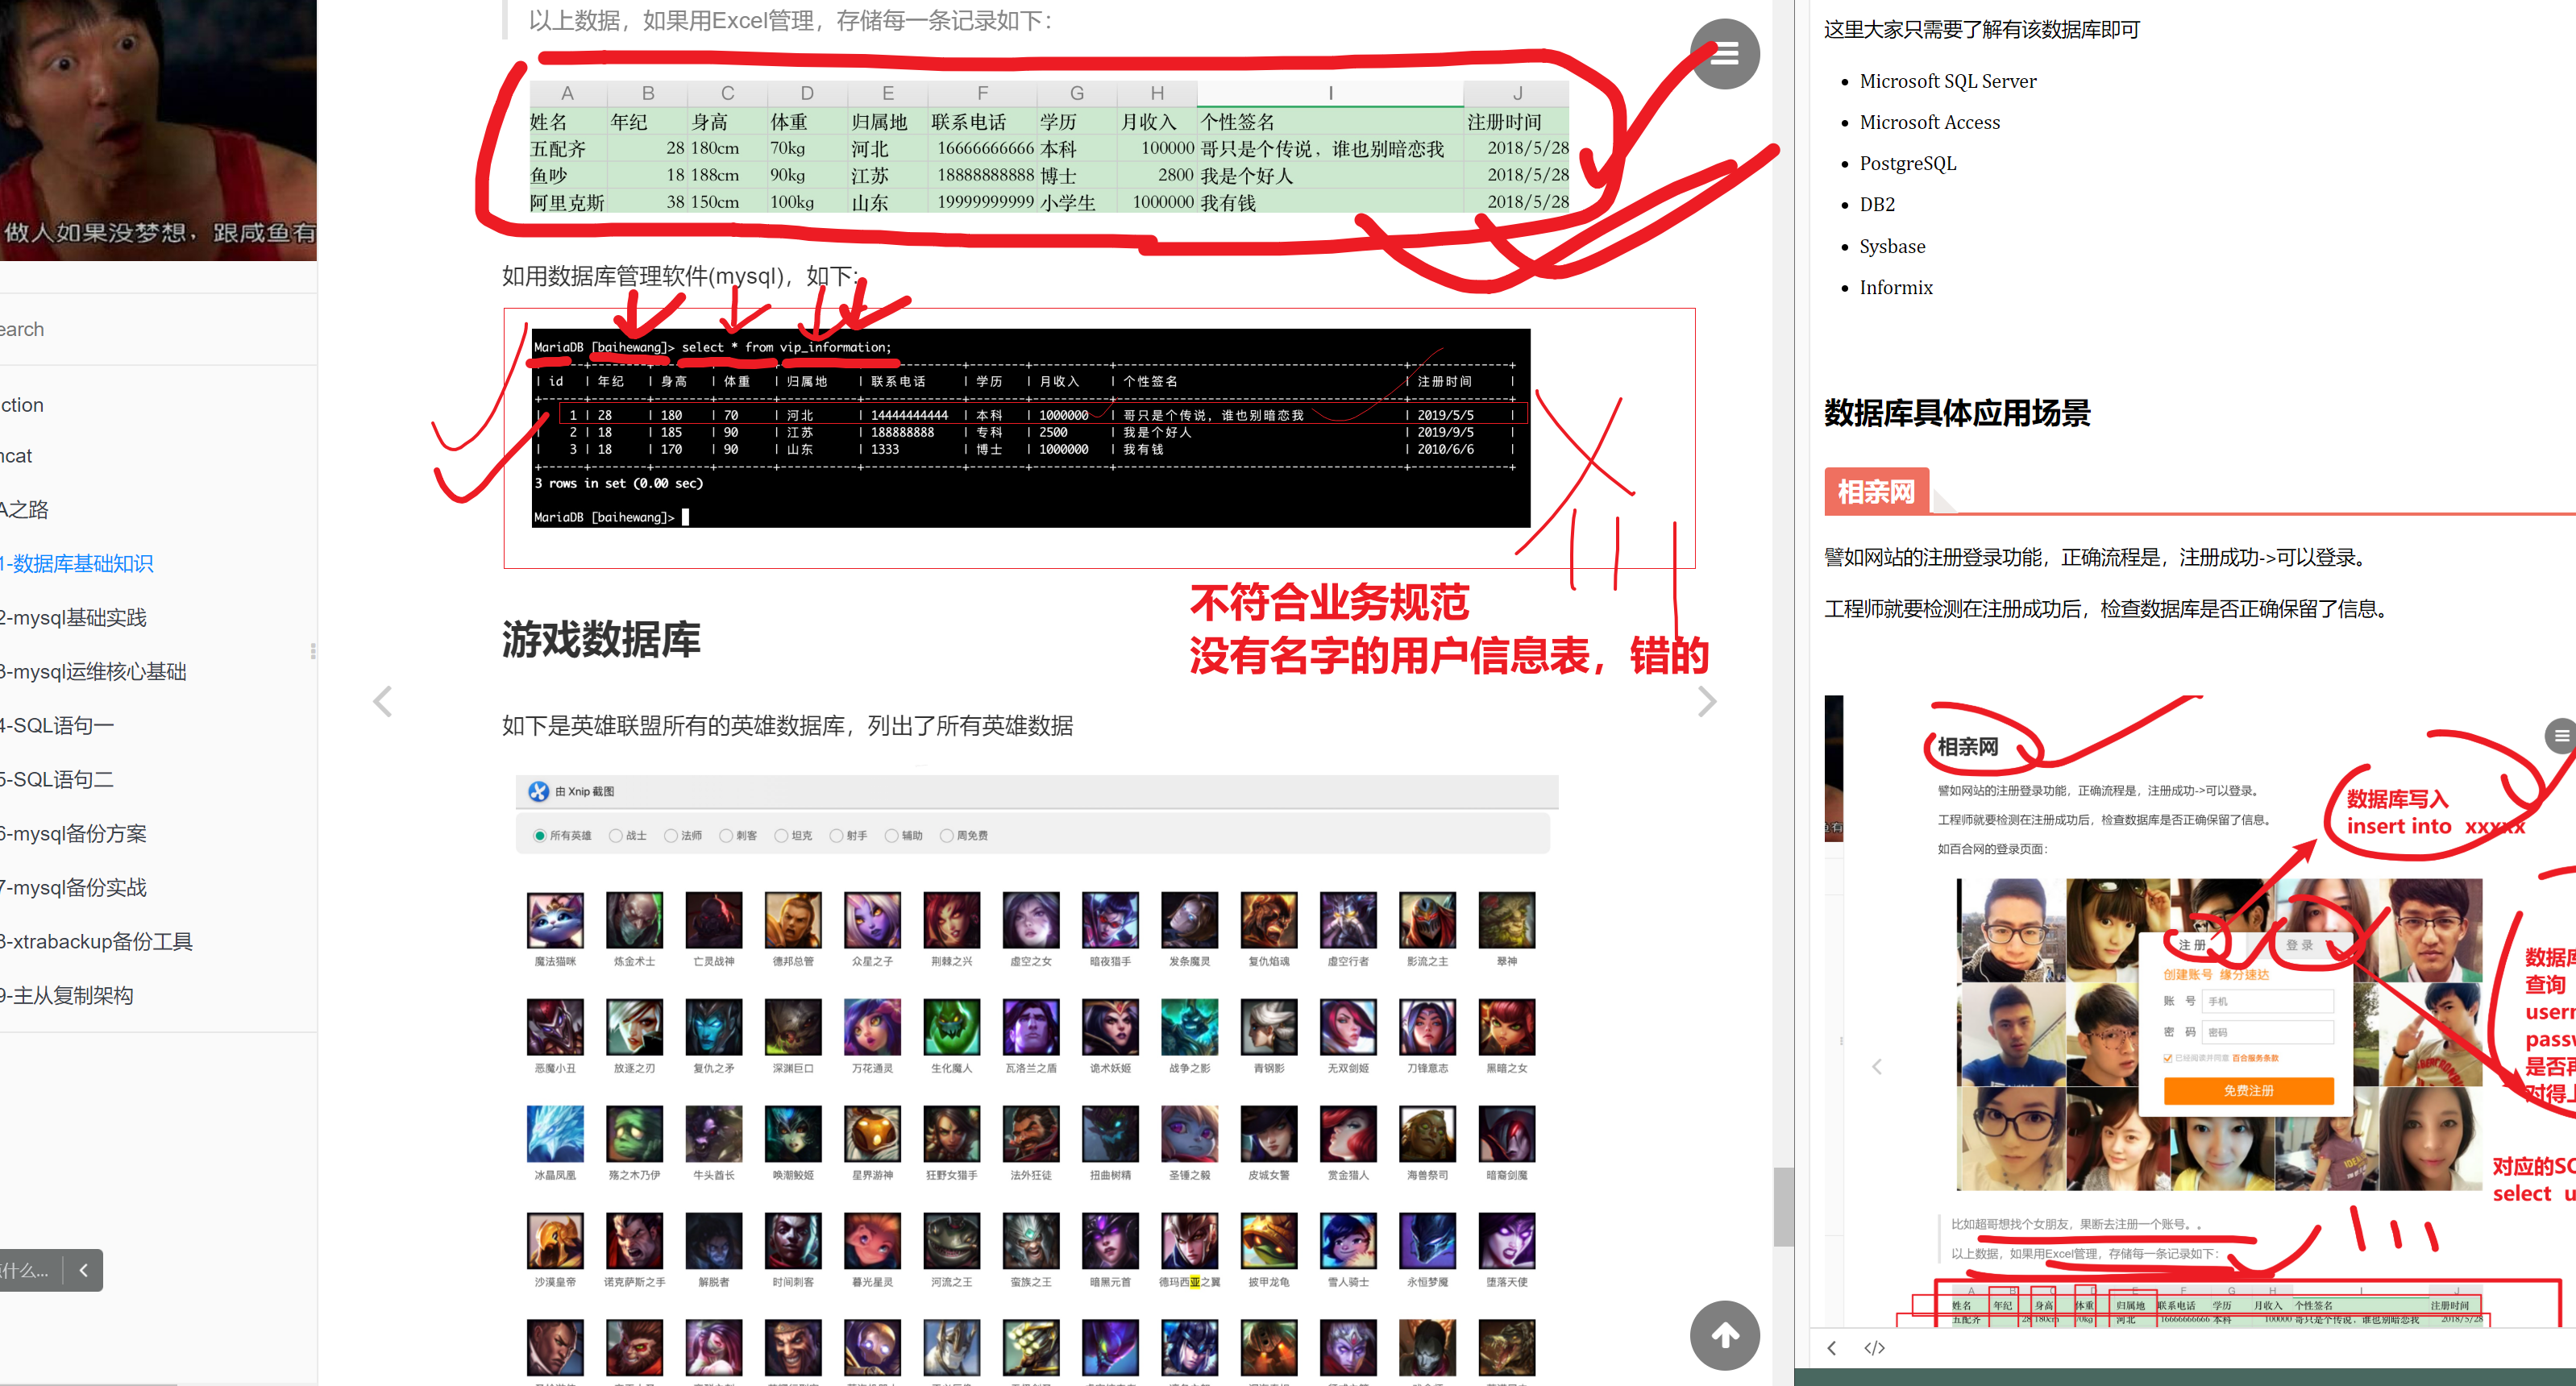 做人如果没梦想，跟咸鱼有
earch
ction
ncat
A之路
1-数据库基础知识
2-mysql基础实践
3-mysql运维核心基础
4-SQL语句一
5-SQL语句二
6-mysql备份方案
7-mysql备份实战
8-xtrabackup备份工具
9-主从复制架构
什么...
以上数据，如果用Excel管理，存储每一条记录如下：
A B C D E F G H I J
姓名 年纪 身高 体重 归属地 联系电话 学历 月收入 个性签名 注册时间
五配齐 28 180cm 70kg 河北 16666666666 本科 100000 哥只是个传说，谁也别暗恋我 2018/5/28
鱼吵 18 188cm 90kg 江苏 18888888888 博士 2800 我是个好人 2018/5/28
阿里克斯 38 150cm 100kg 山东 19999999999 小学生 1000000 我有钱 2018/5/28
如用数据库管理软件(mysql)，如下:
MariaDB [baihewang]> select * from vip_information;
| id | 年纪 | 身高 | 体重 | 归属地 | 联系电话 | 学历 | 月收入 | 个性签名 | 注册时间 |
| 1 | 28 | 180 | 70 | 河北 | 14444444444 | 本科 | 1000000 | 哥只是个传说，谁也别暗恋我 | 2019/5/5 |
| 2 | 18 | 185 | 90 | 江苏 | 188888888 | 专科 | 2500 | 我是个好人 | 2019/9/5 |
| 3 | 18 | 170 | 90 | 山东 | 1333 | 博士 | 1000000 | 我有钱 | 2010/6/6 |
3 rows in set (0.00 sec)
MariaDB [baihewang]>
不符合业务规范
没有名字的用户信息表，错的
游戏数据库
如下是英雄联盟所有的英雄数据库，列出了所有英雄数据
由 Xnip 截图
所有英雄 战士 法师 刺客 坦克 射手 辅助 周免费
魔法猫咪 炼金术士 亡灵战神 德邦总管 众星之子 荆棘之兴 虚空之女 暗夜猎手 发条魔灵 复仇焰魂 虚空行者 影流之主 翠神
恶魔小丑 放逐之刃 复仇之矛 深渊巨口 万花通灵 生化魔人 瓦洛兰之盾 诡术妖姬 战争之影 青钢影 无双剑姬 刀锋意志 黑暗之女
冰晶凤凰 殇之木乃伊 牛头酋长 唤潮鲛姬 星界游神 狂野女猎手 法外狂徒 扭曲树精 圣锤之毅 皮城女警 赏金猎人 海兽祭司 暗裔剑魔
沙漠皇帝 诺克萨斯之手 解脱者 时间刺客 暮光星灵 河流之王 蛮族之王 暗黑元首 德玛西亚之翼 披甲龙龟 雪人骑士 永恒梦魇 堕落天使
这里大家只需要了解有该数据库即可
Microsoft SQL Server
Microsoft Access
PostgreSQL
DB2
Sysbase
Informix
数据库具体应用场景
相亲网
譬如网站的注册登录功能，正确流程是，注册成功->可以登录。
工程师就要检测在注册成功后，检查数据库是否正确保留了信息。
相亲网
譬如网站的注册登录功能，正确流程是，注册成功->可以登录。
工程师就要检测在注册成功后，检查数据库是否正确保留了信息。
如百合网的登录页面：
数据库写入
insert into xxxxx
注 册 登 录
创建账号 缘分速达
账 号 手机
密 码 密码
已经阅读并同意 百合服务条款
免费注册
数据库
查询
是否再
对得上
select u
比如超哥想找个女朋友，果断去注册一个账号。。
以上数据，如果用Excel管理，存储每一条记录如下：
姓名 年纪 身高 体重 归属地 联系电话 学历 月收入 个性签名 注册时间
五配齐 28 180cm 70kg 河北 16666666666 本科 100000 哥只是个传说，谁也别暗恋我 2018/5/28